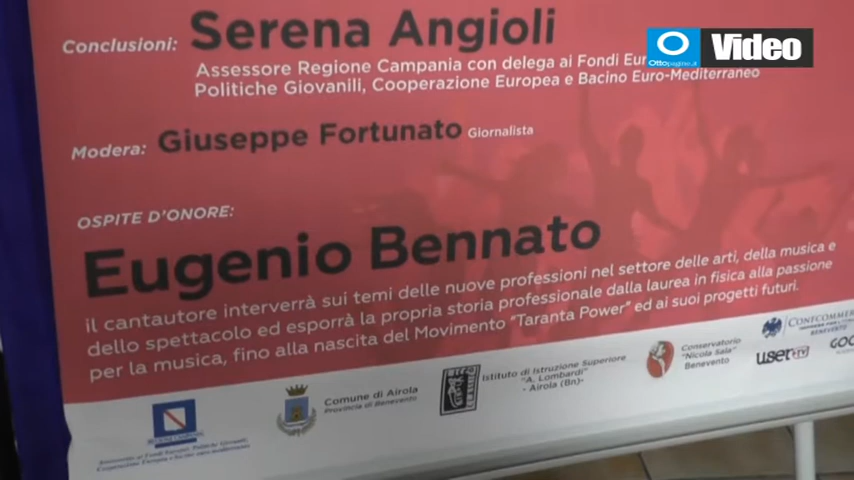 Conclusioni: Serena Angioli
Assessore Regione Campania con delega ai Fondi
Politiche Giovanili, Cooperazione Europea e Bacino Euro-Mediterraneo
Modera: Giuseppe Fortunato Giornalista
OSPITE D'ONORE:
Eugenio Bennato
il cantautore interverrà sui temi delle nuove professioni nel settore delle arti, della musica e
dello spettacolo ed esporrà la propria storia professionale dalla laurea in fisica alla passione
per la musica, fino alla nascita del Movimento "Taranta Power" ed ai suoi progetti futuri.
Comune di Airola
Provincia di Benevento
Istituto di Istruzione Superiore
"A. Lombardi"
- Airola (Bn)-
Conservatorio
"Nicola Sala"
Benevento
Ottopagine.it
Video